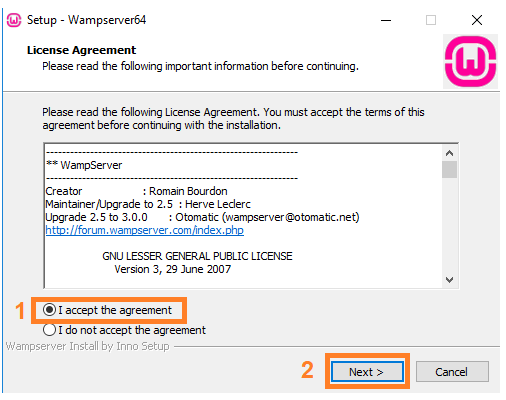 Setup - Wampserver64
License Agreement
Please read the following important information before continuing.
Please read the following License Agreement. You must accept the terms of this
agreement before continuing with the installation.
----------------------------------------------------------------
** WampServer
----------------------------------------------------------------
Creator : Romain Bourdon
Maintainer/Upgrade to 2.5 : Herve Leclerc
Upgrade 2.5 to 3.0.0 : Otomatic (wampserver@otomatic.net)
http://forum.wampserver.com/index.php
GNU LESSER GENERAL PUBLIC LICENSE
Version 3, 29 June 2007
1 I accept the agreement
I do not accept the agreement
Wampserver Install by Inno Setup
2 Next > Cancel